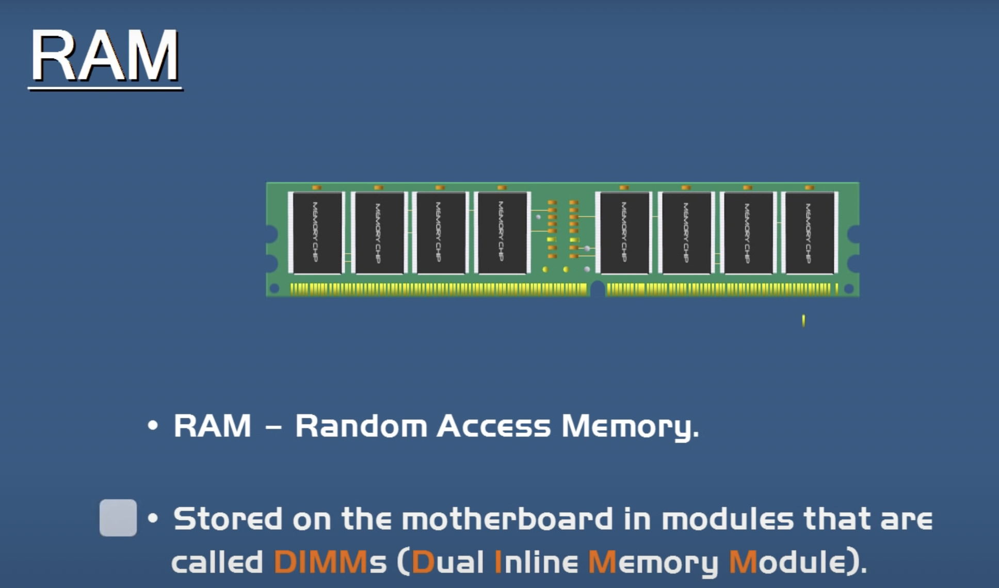 RAM
MEMORY CHIP
MEMORY CHIP
MEMORY CHIP
MEMORY CHIP
MEMORY CHIP
MEMORY CHIP
MEMORY CHIP
MEMORY CHIP
• RAM – Random Access Memory.
• Stored on the motherboard in modules that are
called DIMMs (Dual Inline Memory Module).